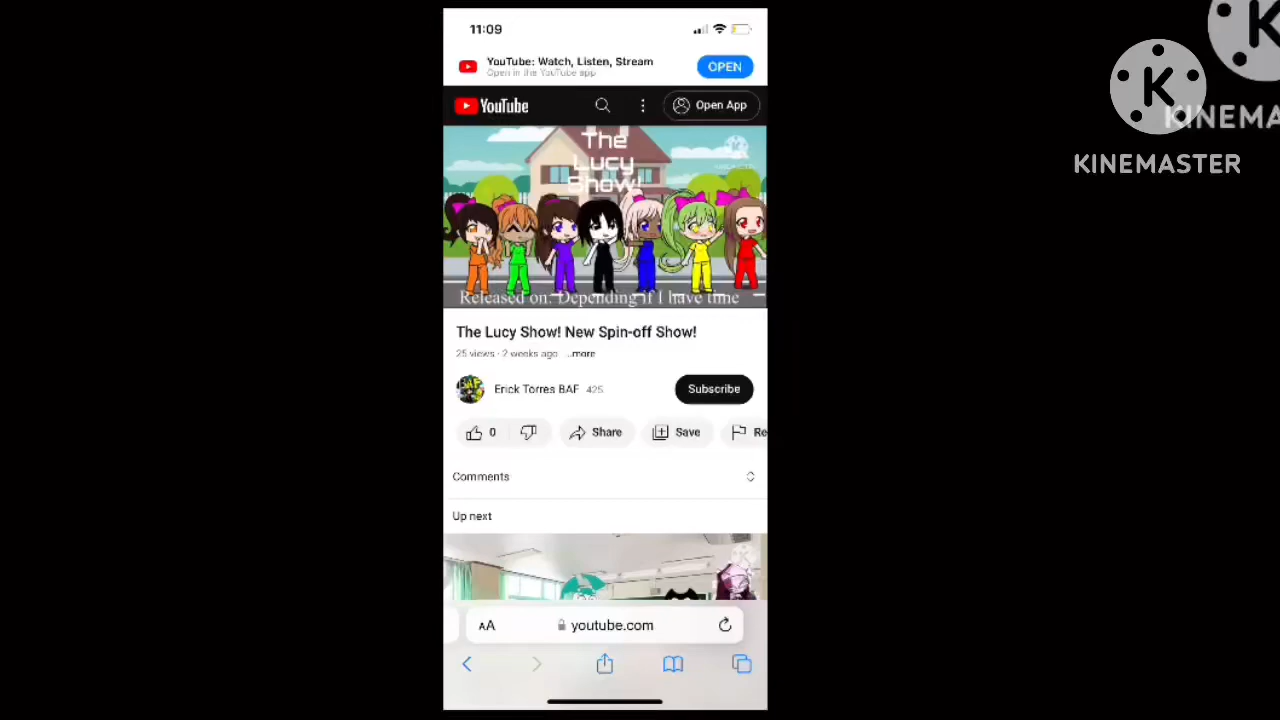 11:09
YouTube: Watch, Listen, Stream
Open in the YouTube app
OPEN
YouTube
Open App
The
Lucy
Show!
Released on: Depending if I have time
The Lucy Show! New Spin-off Show!
25 views · 2 weeks ago ...more
Erick Torres BAF 425
Subscribe
0
Share
Save
Re
Comments
Up next
AA
youtube.com
K
KINEMASTER
K
KINEMA